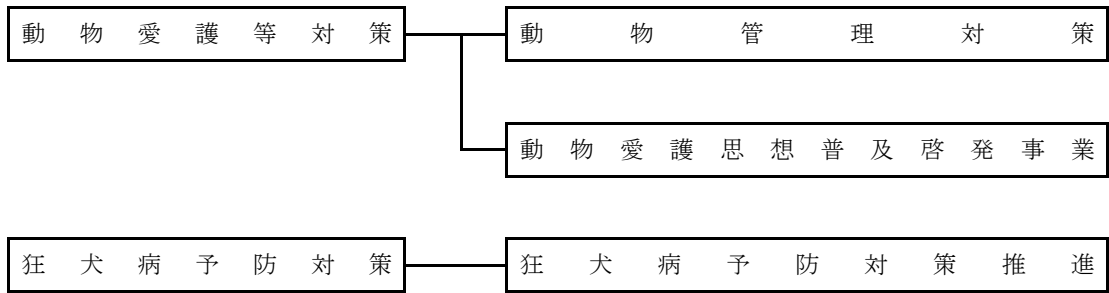 動物愛護等対策
動物管理対策
動物愛護思想普及啓発事業
狂犬病予防対策
狂犬病予防対策推進